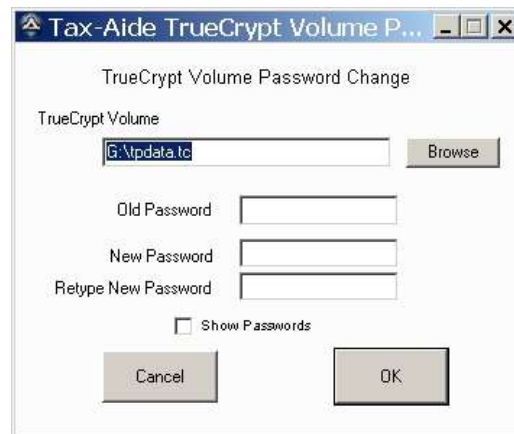 Tax-Aide TrueCrypt Volume P...
TrueCrypt Volume Password Change
TrueCrypt Volume
G:\tpdata.tc
Browse
Old Password
New Password
Retype New Password
Show Passwords
Cancel
OK